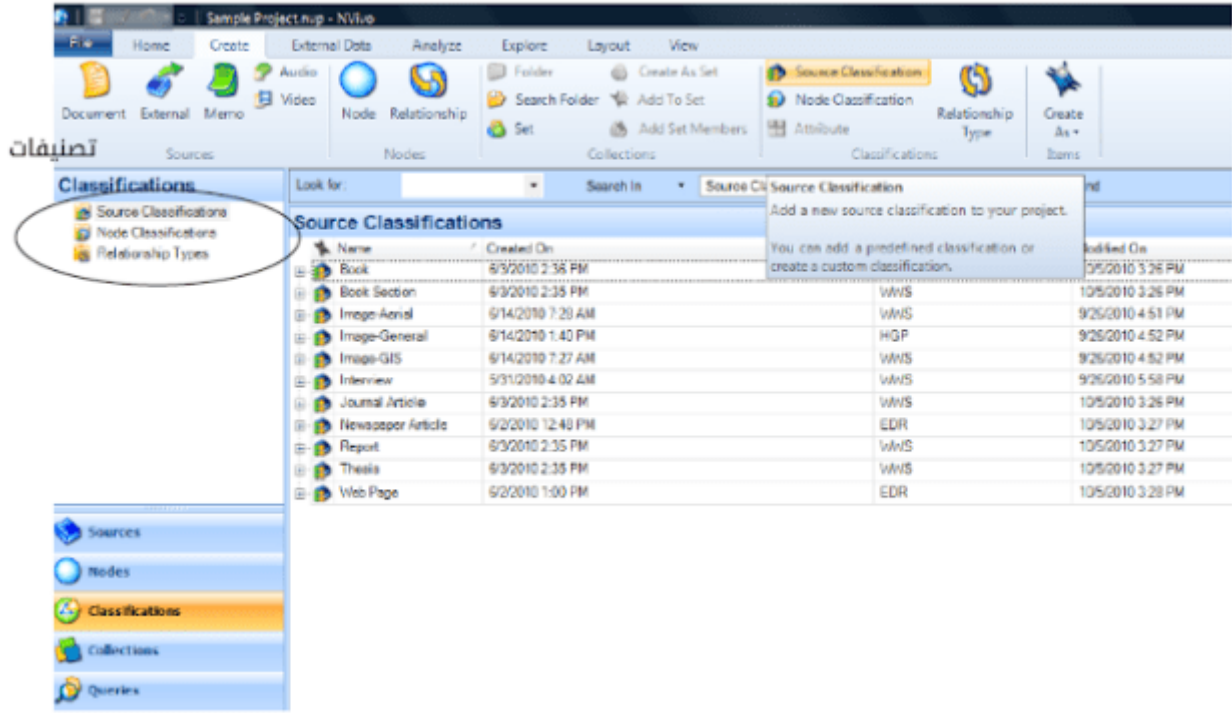 Sample Project.nvp - NVivo
File Home Create External Data Analyze Explore Layout View
Audio Folder Create As Set Source Classification
Video Search Folder Add To Set Node Classification
Document External Memo Node Relationship Set Add Set Members Attribute Relationship Type Create As
تصنيفات
Sources Nodes Collections Classifications Items
Classifications
Source Classifications
Node Classifications
Relationship Types
Look for: Search In
Source Classification
Add a new source classification to your project.
You can add a predefined classification or
create a custom classification.
Source Classifications
Name Created On Modified On
Book 6/3/2010 2:36 PM 10/5/2010 3:26 PM
Book Section 6/3/2010 2:35 PM WWS 10/5/2010 3:26 PM
Image-Aerial 6/14/2010 7:28 AM WWS 9/26/2010 4:51 PM
Image-General 6/14/2010 1:40 PM HGP 9/26/2010 4:52 PM
Image-GIS 6/14/2010 7:27 AM WWS 9/26/2010 4:52 PM
Interview 5/31/2010 4:02 AM WWS 9/26/2010 5:58 PM
Journal Article 6/3/2010 2:35 PM WWS 10/5/2010 3:26 PM
Newspaper Article 6/2/2010 12:48 PM EDR 10/5/2010 3:27 PM
Report 6/3/2010 2:35 PM WWS 10/5/2010 3:27 PM
Thesis 6/3/2010 2:35 PM WWS 10/5/2010 3:27 PM
Web Page 6/2/2010 1:00 PM EDR 10/5/2010 3:28 PM
Sources
Nodes
Classifications
Collections
Queries